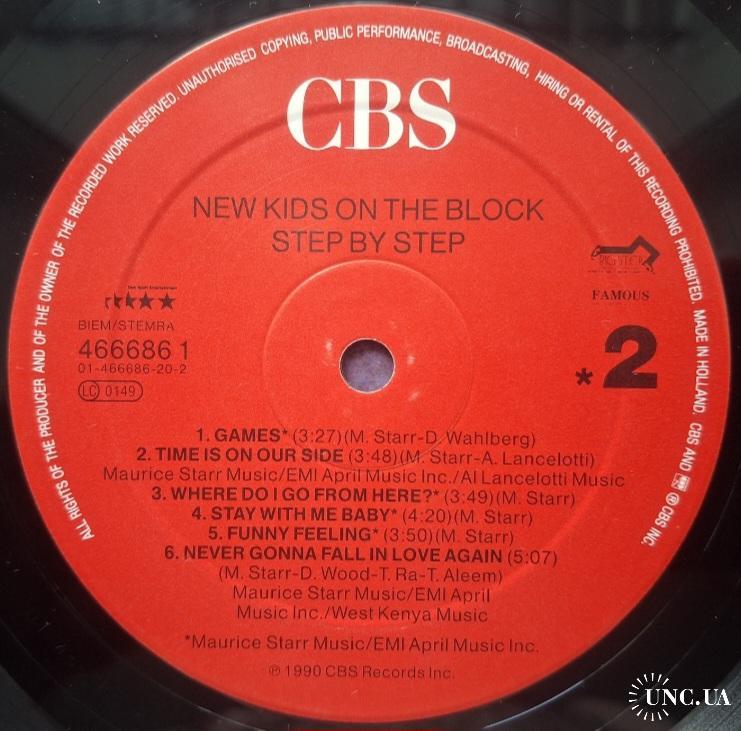 ALL RIGHTS OF THE PRODUCER AND OF THE OWNER OF THE RECORDED WORK RESERVED. UNAUTHORISED COPYING, PUBLIC PERFORMANCE, BROADCASTING, HIRING OR RENTAL OF THIS RECORDING PROHIBITED. MADE IN HOLLAND. CBS AND ® CBS INC.
CBS
NEW KIDS ON THE BLOCK
STEP BY STEP
BIEM/STEMRA
466686 1
01-466686-20-2
LC 0149
BIGSTEP
FAMOUS
*2
1. GAMES* (3:27)(M. Starr-D. Wahlberg)
2. TIME IS ON OUR SIDE (3:48)(M. Starr-A. Lancelotti)
Maurice Starr Music/EMI April Music Inc./Al Lancelotti Music
3. WHERE DO I GO FROM HERE?* (3:49)(M. Starr)
4. STAY WITH ME BABY* (4:20)(M. Starr)
5. FUNNY FEELING* (3:50)(M. Starr)
6. NEVER GONNA FALL IN LOVE AGAIN (5:07)
(M. Starr-D. Wood-T. Ra-T. Aleem)
Maurice Starr Music/EMI April
Music Inc./West Kenya Music
*Maurice Starr Music/EMI April Music Inc.
℗ 1990 CBS Records Inc.
UNC.UA